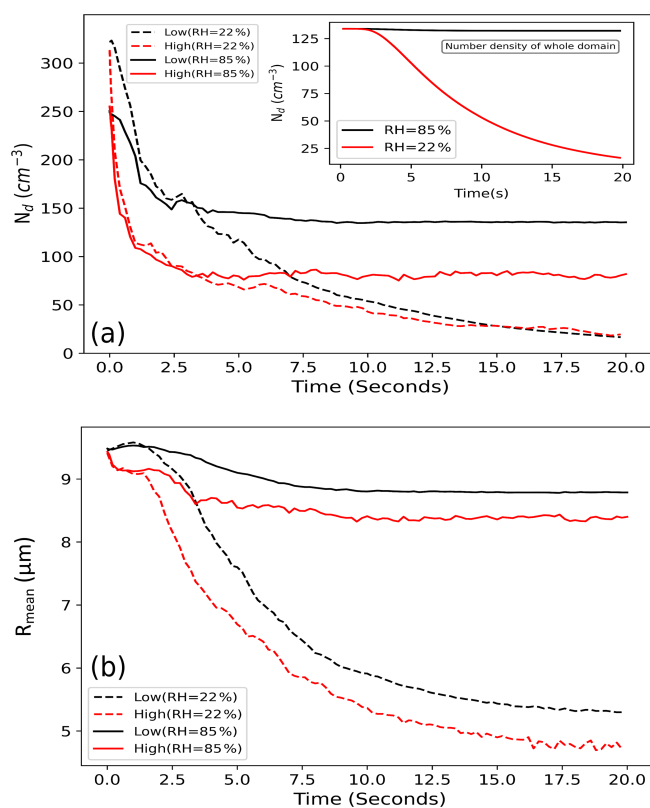 Low(RH=22%)
High(RH=22%)
Low(RH=85%)
High(RH=85%)
Number density of whole domain
RH=85%
RH=22%
N_d (cm⁻³)
135
100
75
50
25
0 5 10 15 20
Time(s)
N_d (cm⁻³)
300
250
200
150
100
50
0
(a)
0.0 2.5 5.0 7.5 10.0 12.5 15.0 17.5 20.0
Time (Seconds)
R_mean (μm)
9
8
7
6
5
(b)
Low(RH=22%)
High(RH=22%)
Low(RH=85%)
High(RH=85%)
0.0 2.5 5.0 7.5 10.0 12.5 15.0 17.5 20.0
Time (Seconds)